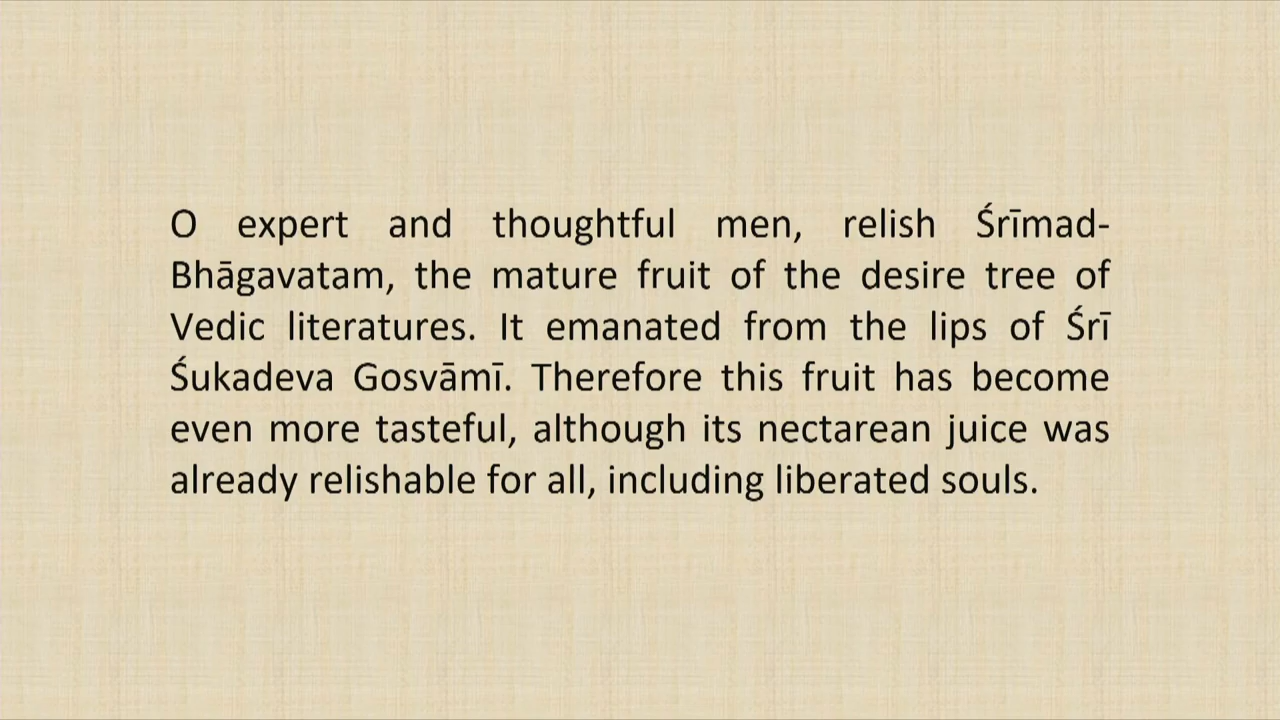 O expert and thoughtful men, relish Śrīmad-
Bhāgavatam, the mature fruit of the desire tree of
Vedic literatures. It emanated from the lips of Śrī
Śukadeva Gosvāmī. Therefore this fruit has become
even more tasteful, although its nectarean juice was
already relishable for all, including liberated souls.